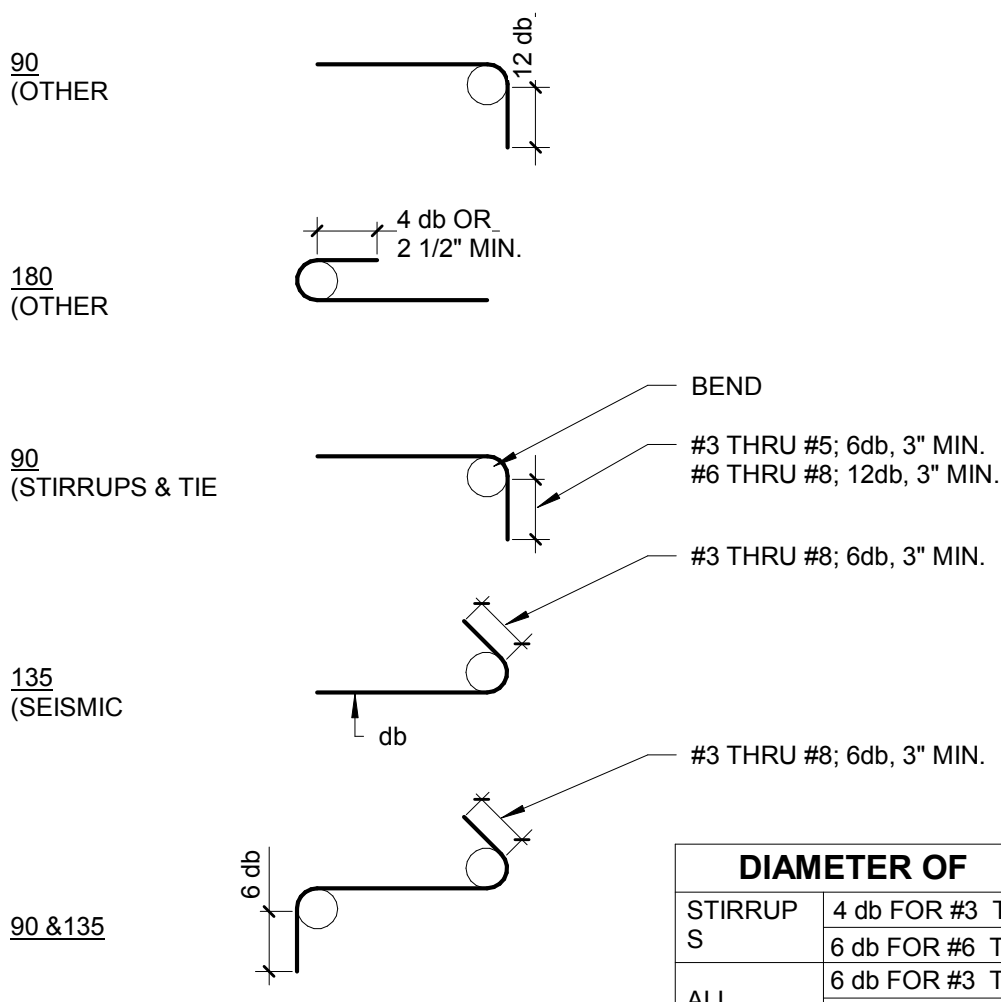 90
(OTHER
12 db
180
(OTHER
4 db OR
2 1/2" MIN.
90
(STIRRUPS & TIE
BEND
#3 THRU #5; 6db, 3" MIN.
#6 THRU #8; 12db, 3" MIN.
135
(SEISMIC
#3 THRU #8; 6db, 3" MIN.
db
90 &135
6 db
#3 THRU #8; 6db, 3" MIN.
DIAMETER OF
STIRRUP
S
4 db FOR #3 T
6 db FOR #6 T
ALL
6 db FOR #3 T